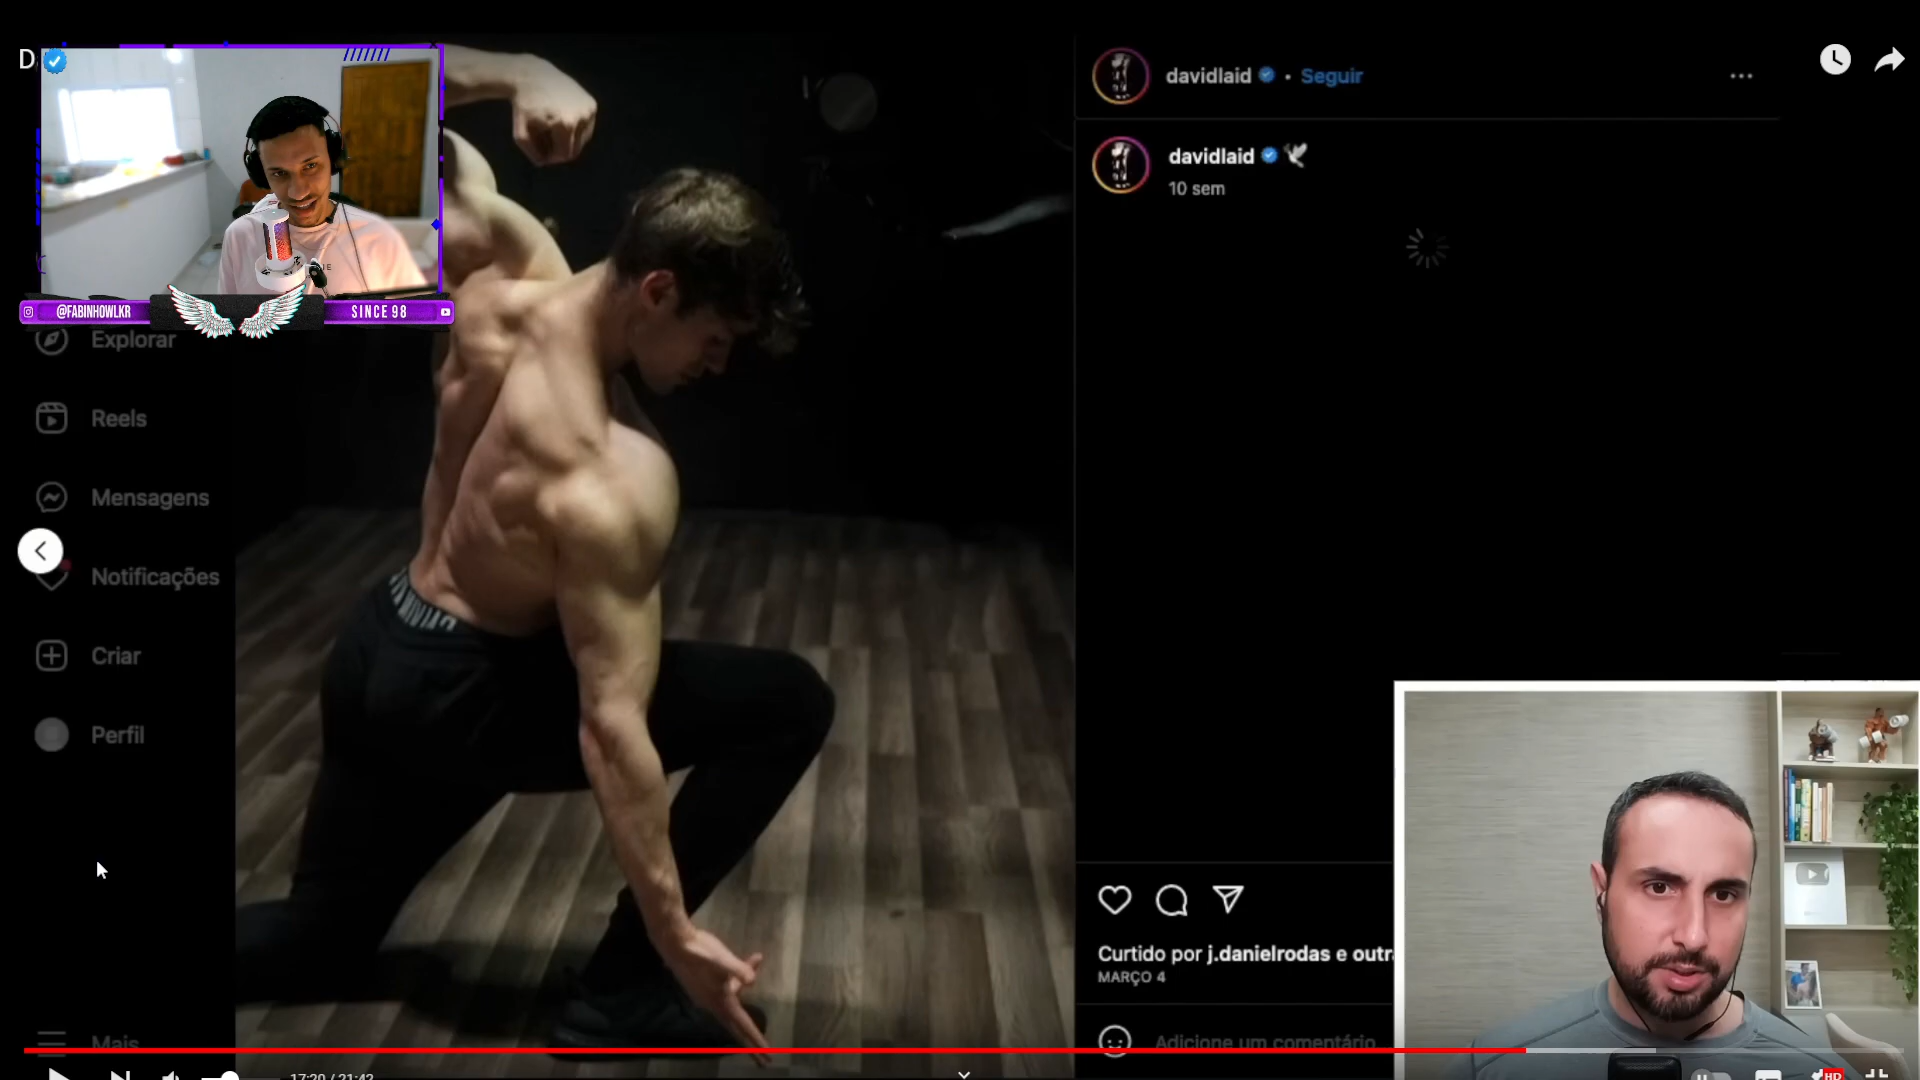 D
@FABINHOWLKR
SINCE 98
Explorar
Reels
Mensagens
Notificações
Criar
Perfil
Mais
davidlaid • Seguir
davidlaid
10 sem
Curtido por j.danielrodas e outr
MARÇO 4
Adicione um comentário
17:20 / 21:42
HD